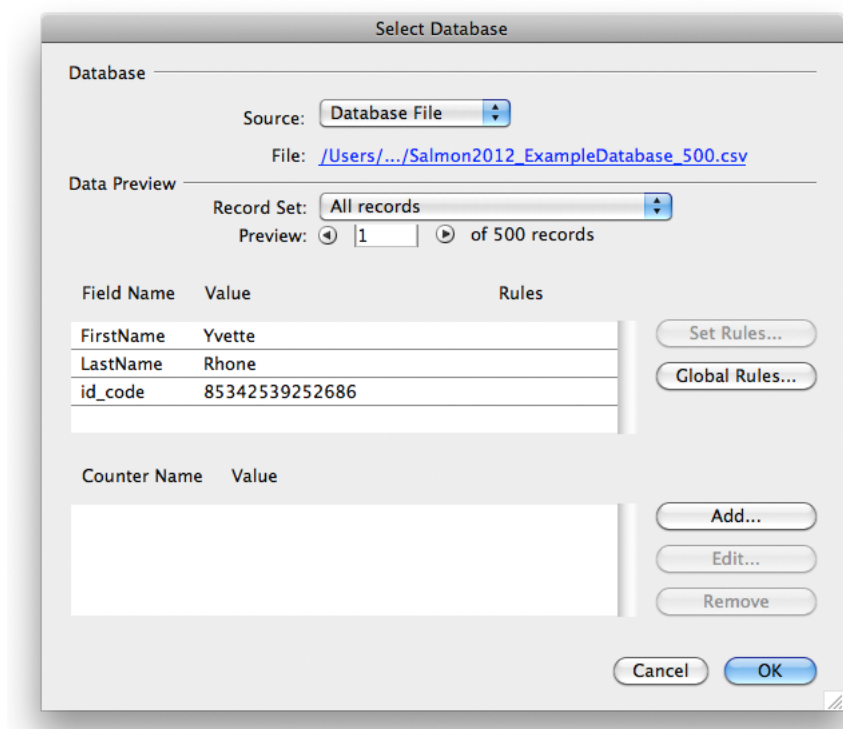 Select Database
Database
Source: Database File
File: /Users/.../Salmon2012_ExampleDatabase_500.csv
Data Preview
Record Set: All records
Preview: 1 of 500 records
Field Name Value Rules
FirstName Yvette
Set Rules...
LastName Rhone
Global Rules...
id_code 85342539252686
Counter Name Value
Add...
Edit...
Remove
Cancel OK